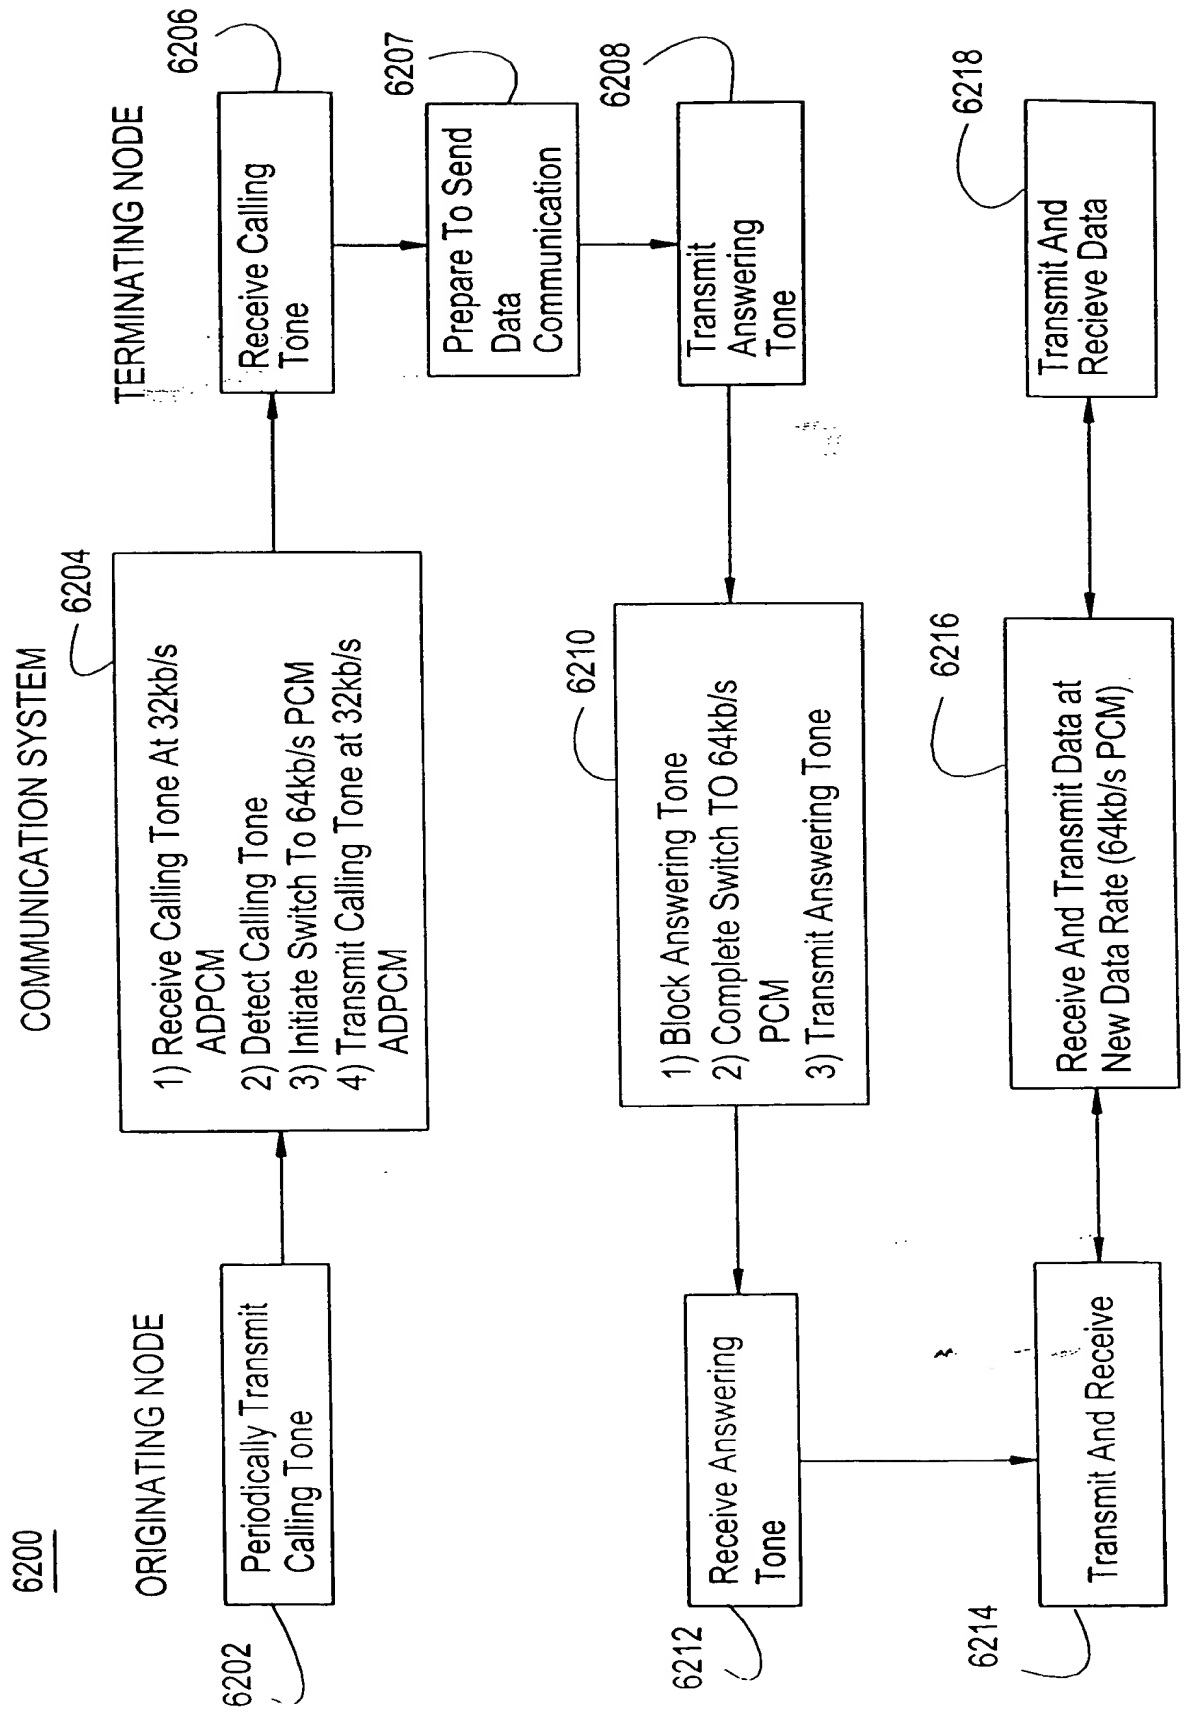 6200
ORIGINATING NODE
COMMUNICATION SYSTEM
TERMINATING NODE
6202
Periodically Transmit
Calling Tone
6204
1) Receive Calling Tone At 32kb/s
ADPCM
2) Detect Calling Tone
3) Initiate Switch To 64kb/s PCM
4) Transmit Calling Tone at 32kb/s
ADPCM
6206
Receive Calling
Tone
6207
Prepare To Send
Data
Communication
6208
Transmit
Answering
Tone
6210
1) Block Answering Tone
2) Complete Switch TO 64kb/s
PCM
3) Transmit Answering Tone
6212
Receive Answering
Tone
6214
Transmit And Receive
6216
Receive And Transmit Data at
New Data Rate (64kb/s PCM)
6218
Transmit And
Recieve Data